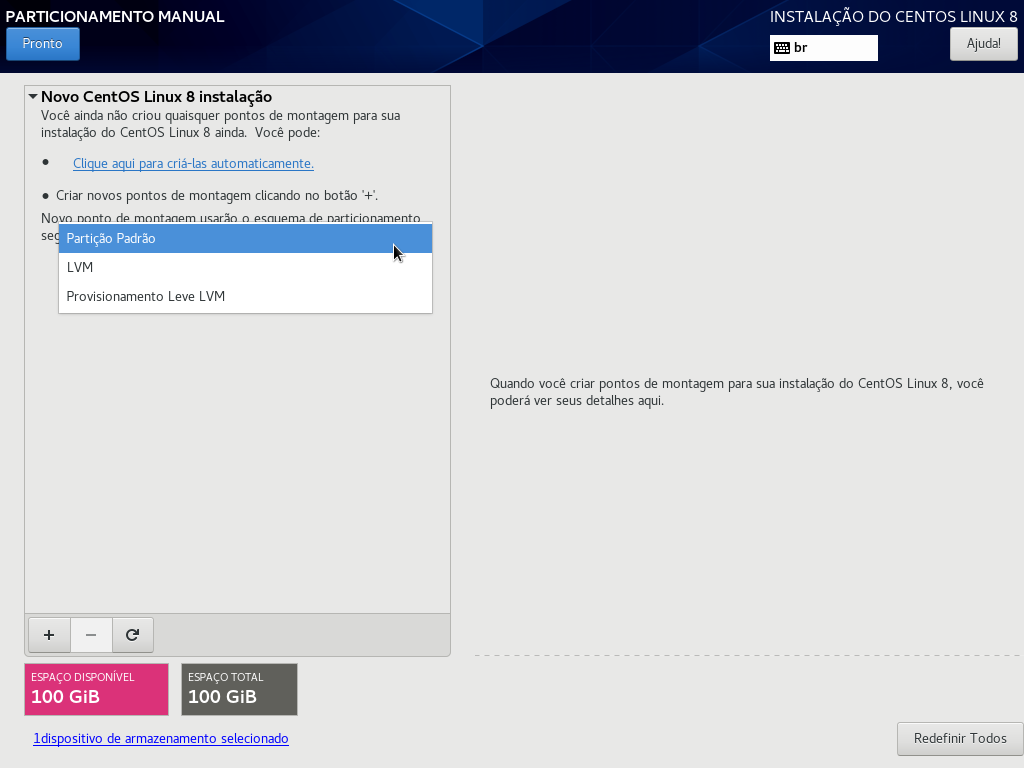 PARTICIONAMENTO MANUAL
INSTALAÇÃO DO CENTOS LINUX 8
Pronto
br
Ajuda!
Novo CentOS Linux 8 instalação
Você ainda não criou quaisquer pontos de montagem para sua
instalação do CentOS Linux 8 ainda. Você pode:
● Clique aqui para criá-las automaticamente.
● Criar novos pontos de montagem clicando no botão '+'.
Novo ponto de montagem usarão o esquema de particionamento
Partição Padrão
LVM
Provisionamento Leve LVM
Quando você criar pontos de montagem para sua instalação do CentOS Linux 8, você
poderá ver seus detalhes aqui.
ESPAÇO DISPONÍVEL
100 GiB
ESPAÇO TOTAL
100 GiB
1dispositivo de armazenamento selecionado
Redefinir Todos